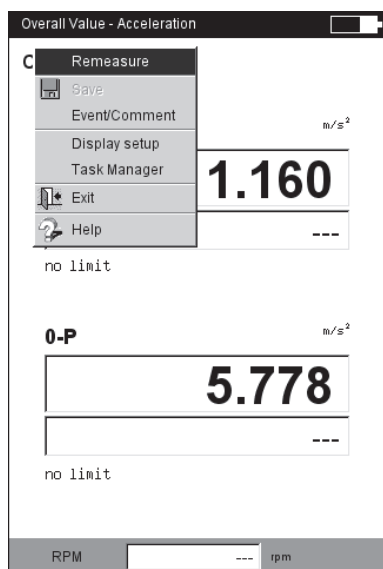 Overall Value - Acceleration
Remeasure
Save
Event/Comment
Display setup
Task Manager
Exit
Help
m/s²
1.160
---
no limit
0-P
m/s²
5.778
---
no limit
RPM
---
rpm